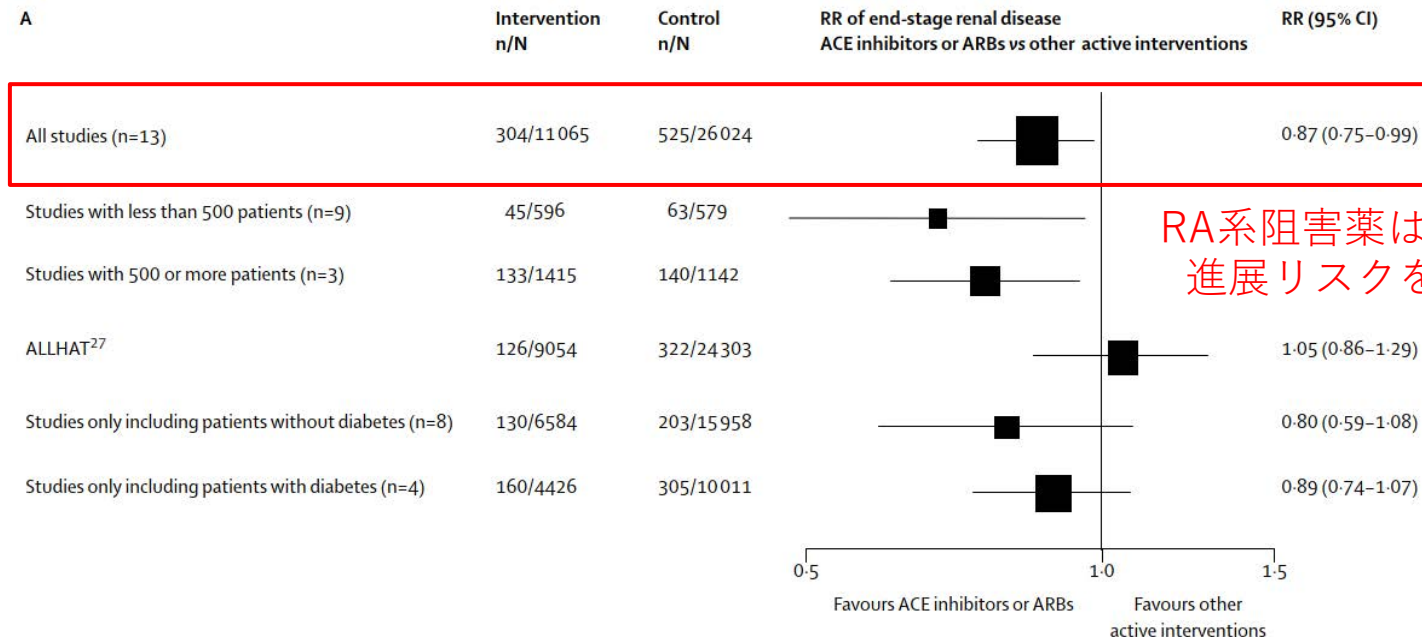 A
Intervention n/N
Control n/N
RR of end-stage renal disease
ACE inhibitors or ARBs vs other active interventions
RR (95% CI)
All studies (n=13) 304/11065 525/26024 0·87 (0·75–0·99)
Studies with less than 500 patients (n=9) 45/596 63/579
RA系阻害薬は
進展リスクを
Studies with 500 or more patients (n=3) 133/1415 140/1142
ALLHAT27 126/9054 322/24303 1·05 (0·86–1·29)
Studies only including patients without diabetes (n=8) 130/6584 203/15958 0·80 (0·59–1·08)
Studies only including patients with diabetes (n=4) 160/4426 305/10011 0·89 (0·74–1·07)
0·5 1·0 1·5
Favours ACE inhibitors or ARBs
Favours other
active interventions